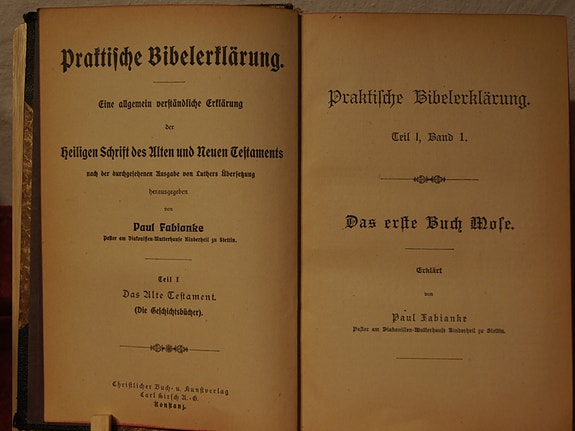 Praktische Bibelerklärung.
Eine allgemein verständliche Erklärung
der
Heiligen Schrift des Alten und Neuen Testaments
nach der durchgesehenen Ausgabe von Luthers Übersetzung
herausgegeben
von
Paul Fabianke
Pastor am Diakonissen-Mutterhause Kinderheil zu Stettin.
Teil I
Das Alte Testament.
(Die Geschichtsbücher).
Christlicher Buch- u. Kunstverlag
Carl Hirsch A.-G.
Konstanz.
Praktische Bibelerklärung.
Teil I, Band 1.
Das erste Buch Mose.
Erklärt
von
Paul Fabianke
Pastor am Diakonissen-Mutterhause Kinderheil zu Stettin.